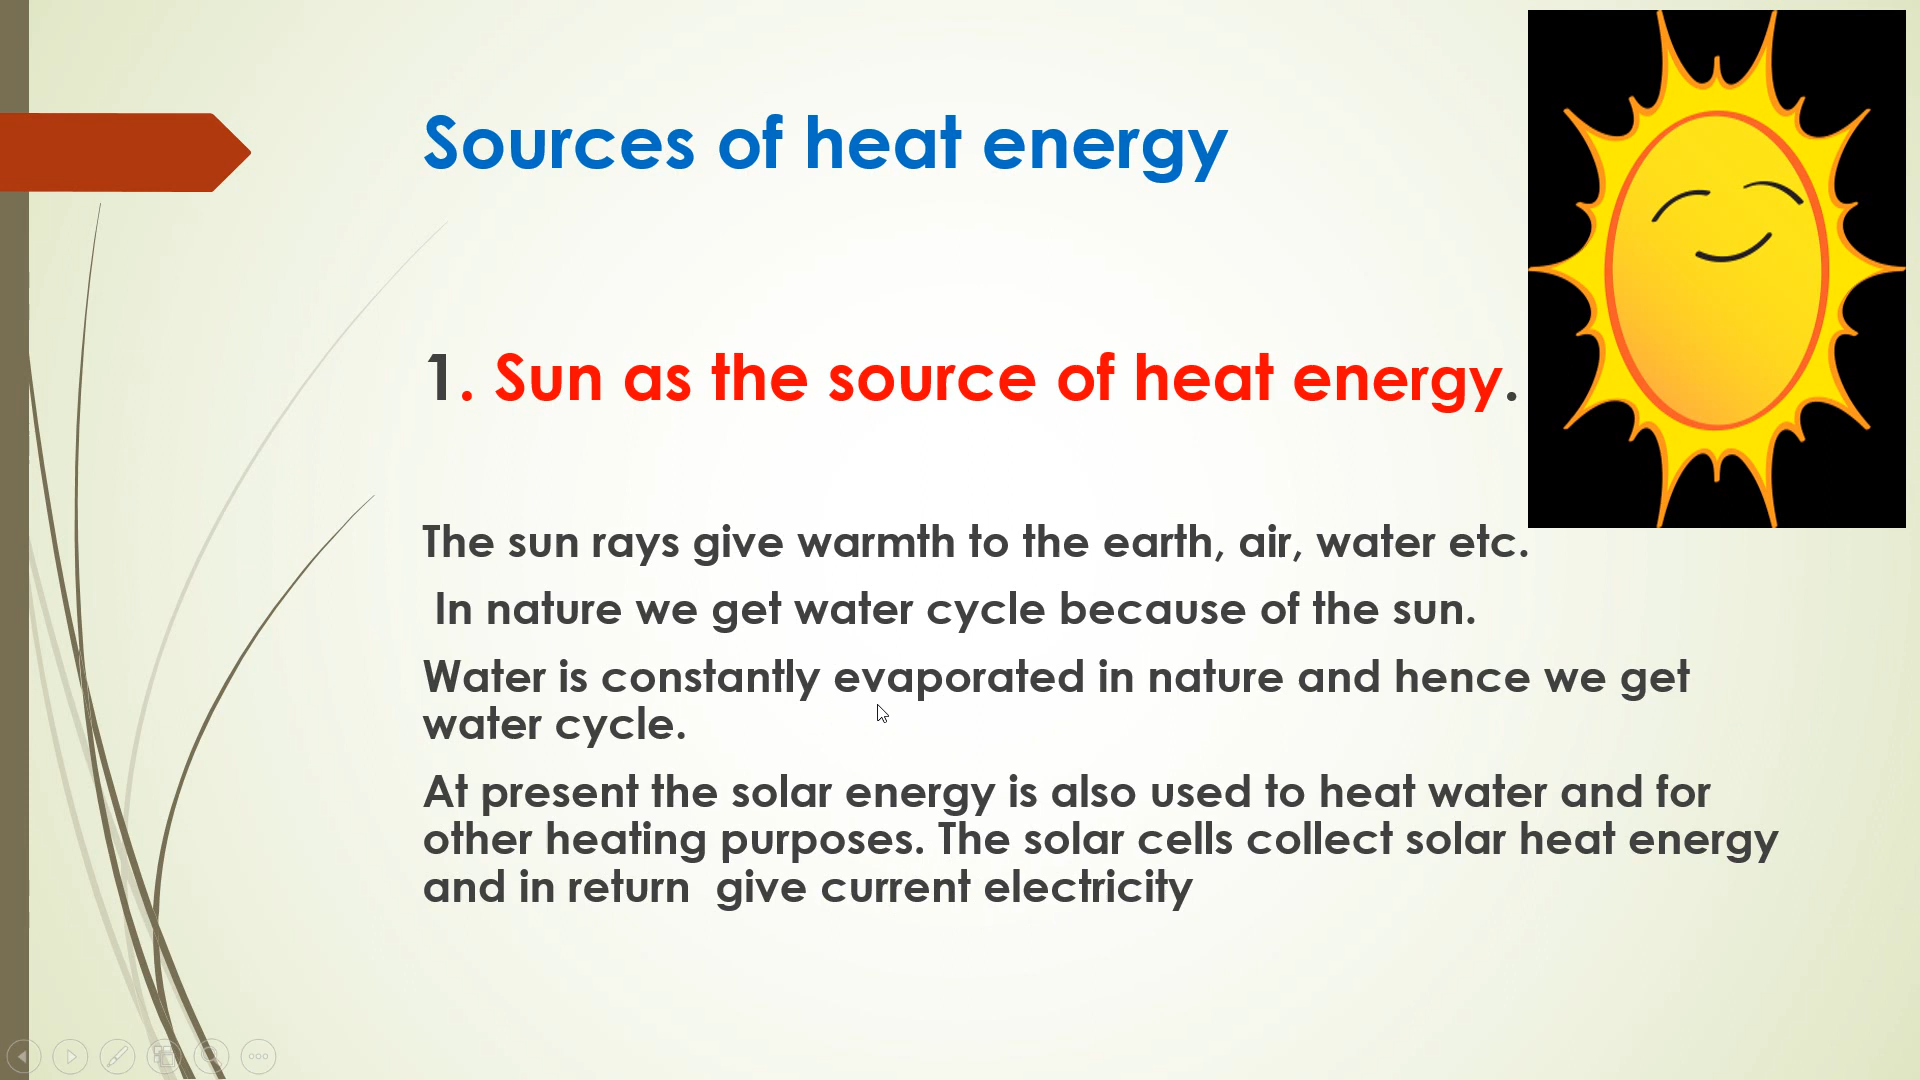 Sources of heat energy
1. Sun as the source of heat energy.
The sun rays give warmth to the earth, air, water etc.
In nature we get water cycle because of the sun.
Water is constantly evaporated in nature and hence we get
water cycle.
At present the solar energy is also used to heat water and for
other heating purposes. The solar cells collect solar heat energy
and in return  give current electricity